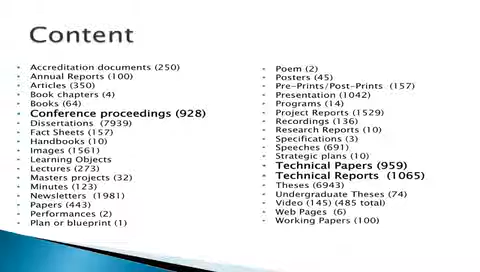 Content
Accreditation documents (250)
Annual Reports (100)
Articles (350)
Book chapters (4)
Books (64)
Conference proceedings (928)
Dissertations (7939)
Fact Sheets (157)
Handbooks (10)
Images (1561)
Learning Objects
Lectures (273)
Masters projects (32)
Minutes (123)
Newsletters (1981)
Papers (443)
Performances (2)
Plan or blueprint (1)
Poem (2)
Posters (45)
Pre-Prints/Post-Prints (157)
Presentation (1042)
Programs (14)
Project Reports (1529)
Recordings (136)
Research Reports (10)
Specifications (3)
Speeches (691)
Strategic plans (10)
Technical Papers (959)
Technical Reports (1065)
Theses (6943)
Undergraduate Theses (74)
Video (145) (485 total)
Web Pages (6)
Working Papers (100)